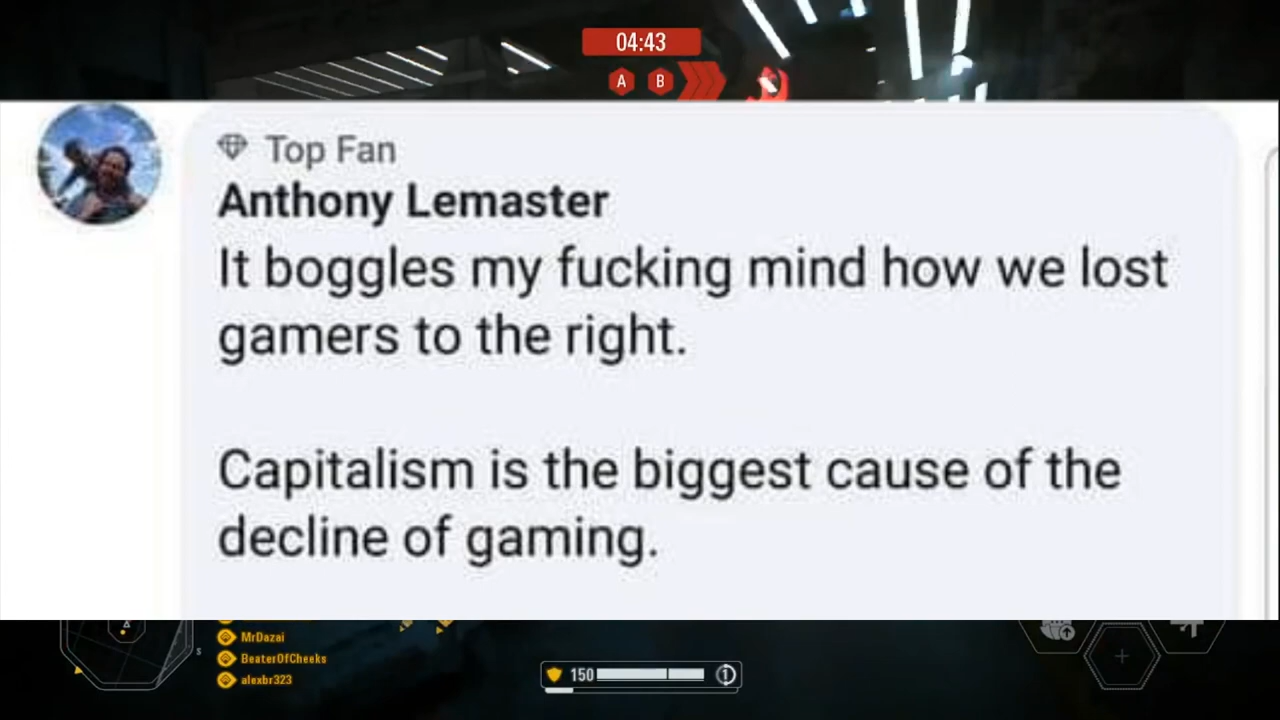 04:43
A B
Top Fan
Anthony Lemaster
It boggles my fucking mind how we lost
gamers to the right.
Capitalism is the biggest cause of the
decline of gaming.
MrDazai
S
BeaterOfCheeks
alexbr323
150
1